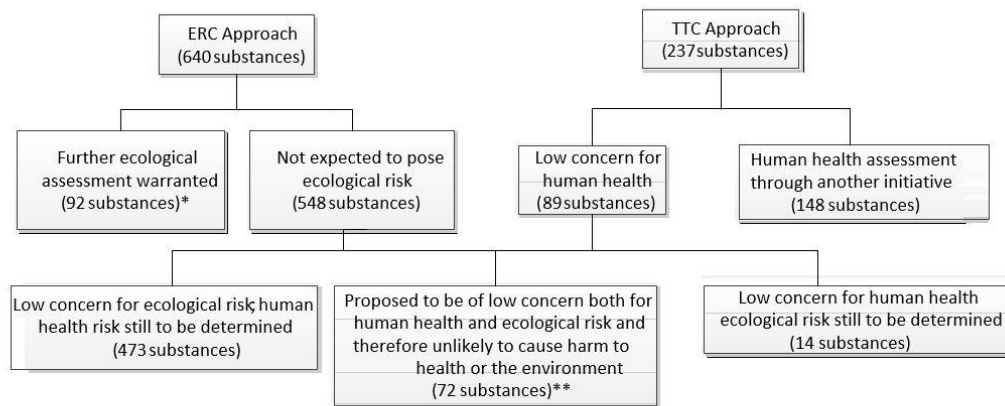 ERC Approach
(640 substances)
TTC Approach
(237substances)
Further ecological
assessment warranted
(92 substances)*
Not expected to pose
ecological risk
(548 substances)
Low concern for
human health
(89 substances)
Human health assessment
through another initiative
(148 substances)
Low concern for ecological risk; human
health risk still to be determined
(473 substances)
Proposed to be of low concern both for
human health and ecological risk and
therefore unlikely to cause harm to
health or the environment
(72 substances)**
Low concern for human health
ecological risk still to be determined
(14 substances)